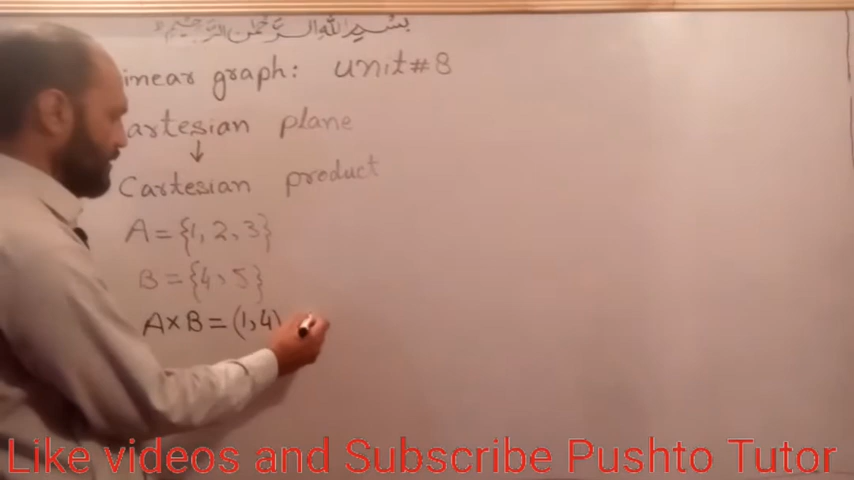 بسم الله الرحمن الرحيم
inear graph: unit#8
artesian plane
↓
Cartesian product
A={1, 2, 3}
B={4, 5}
A×B=(1,4)
Like videos and Subscribe Pushto Tutor